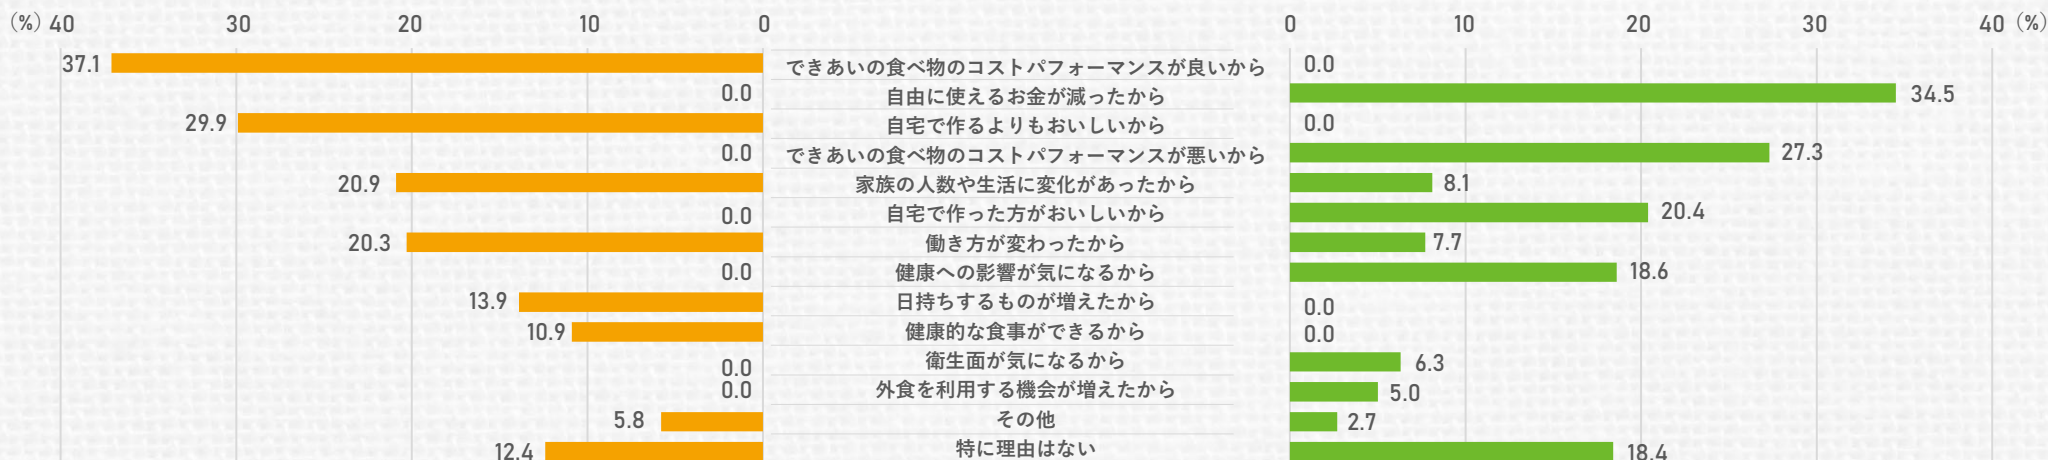 (%) 40 30 20 10 0 0 10 20 30 40 (%)
37.1 できあいの食べ物のコストパフォーマンスが良いから 0.0
0.0 自由に使えるお金が減ったから 34.5
29.9 自宅で作るよりもおいしいから 0.0
0.0 できあいの食べ物のコストパフォーマンスが悪いから 27.3
20.9 家族の人数や生活に変化があったから 8.1
0.0 自宅で作った方がおいしいから 20.4
20.3 働き方が変わったから 7.7
0.0 健康への影響が気になるから 18.6
13.9 日持ちするものが増えたから 0.0
10.9 健康的な食事ができるから 0.0
0.0 衛生面が気になるから 6.3
0.0 外食を利用する機会が増えたから 5.0
5.8 その他 2.7
12.4 特に理由はない 18.4